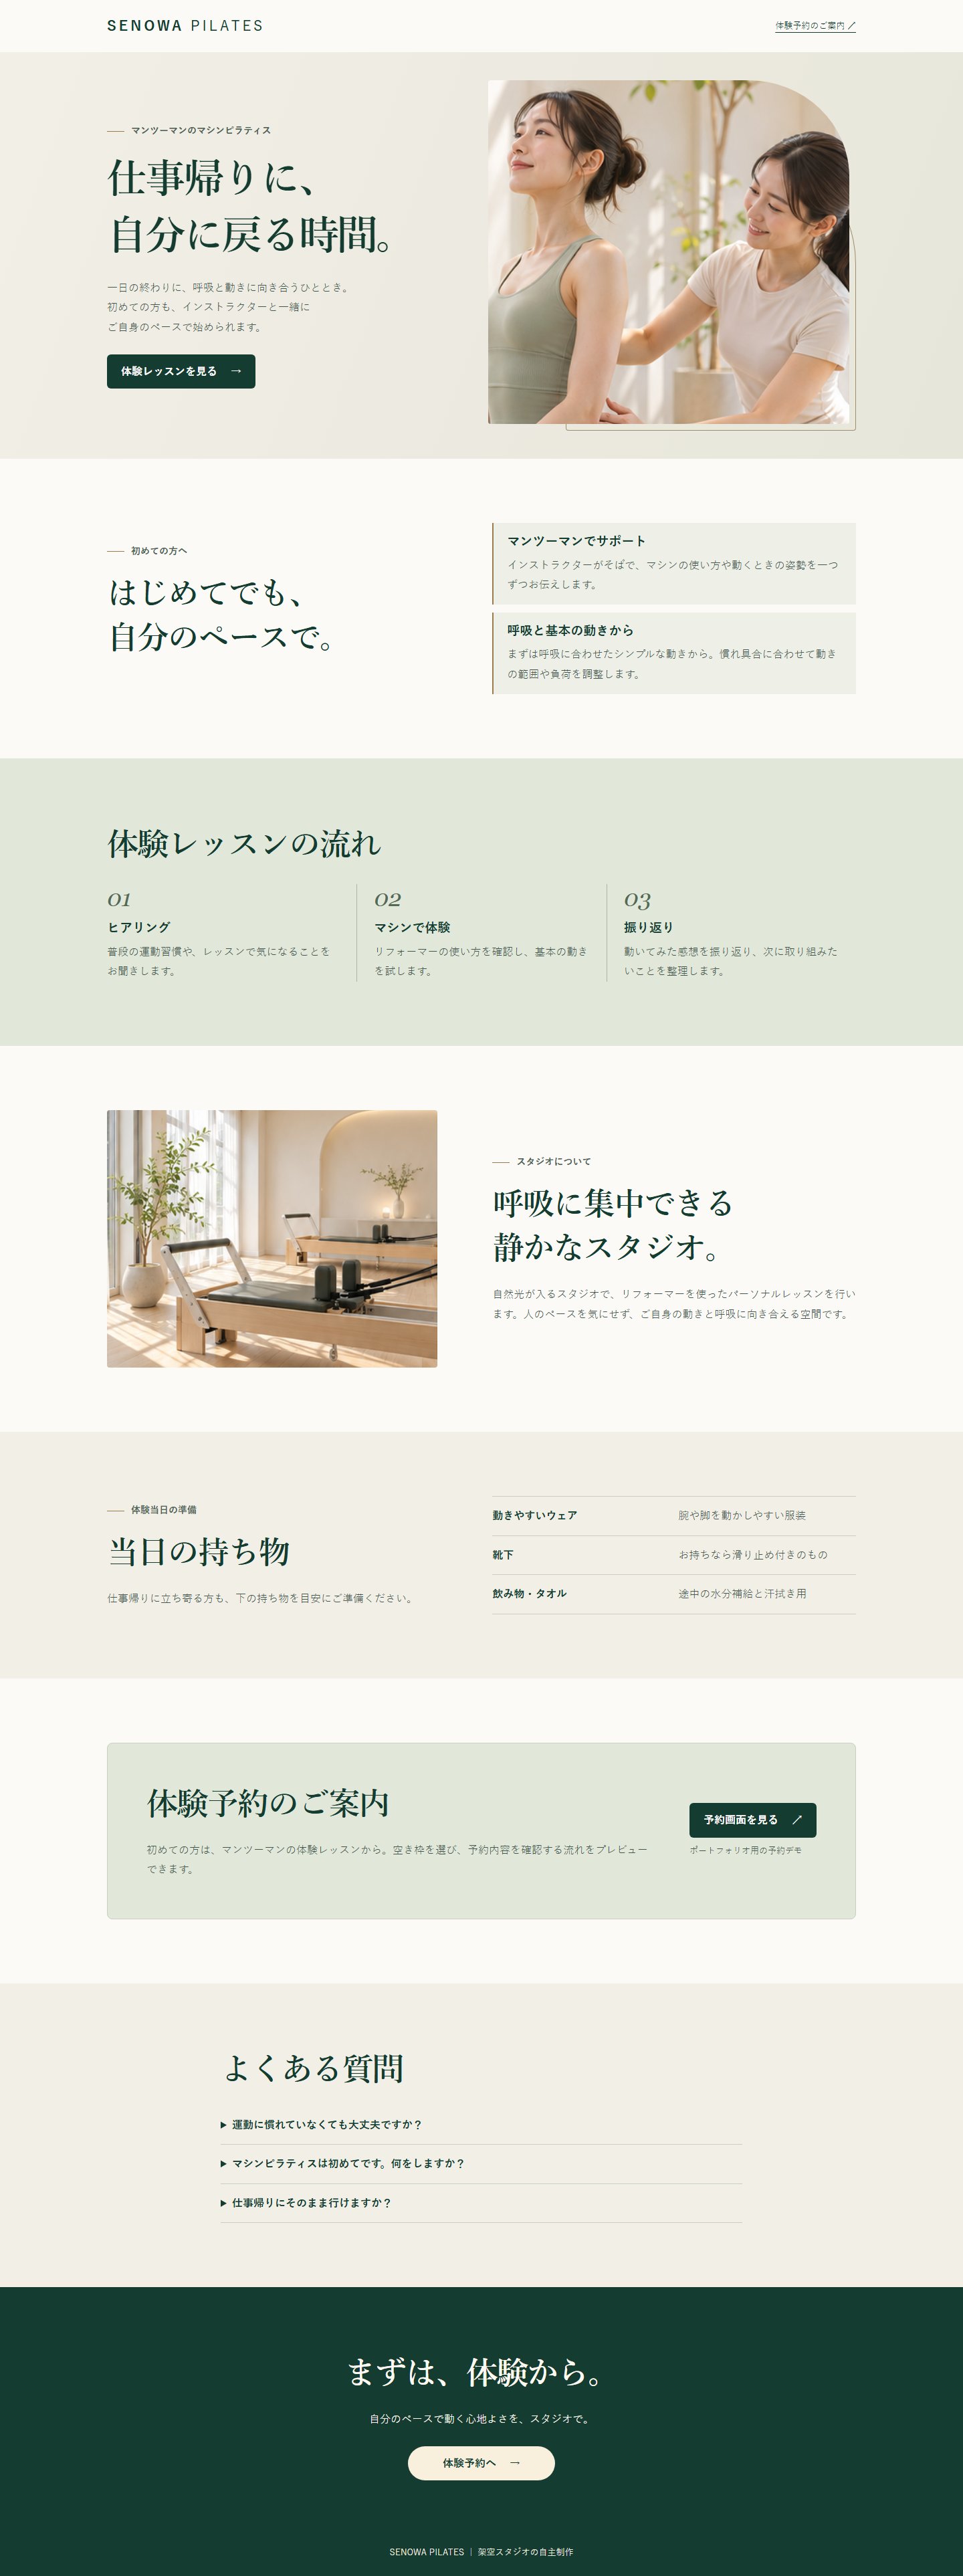 SENOWA PILATES
体験予約のご案内 ↗
マンツーマンのマシンピラティス
仕事帰りに、
自分に戻る時間。
一日の終わりに、呼吸と動きに向き合うひととき。
初めての方も、インストラクターと一緒に
ご自身のペースで始められます。
体験レッスンを見る →
初めての方へ
はじめてでも、
自分のペースで。
マンツーマンでサポート
インストラクターがそばで、マシンの使い方や動くときの姿勢を一つ
ずつお伝えします。
呼吸と基本の動きから
まずは呼吸に合わせたシンプルな動きから。慣れ具合に合わせて動き
の範囲や負荷を調整します。
体験レッスンの流れ
01
ヒアリング
普段の運動習慣や、レッスンで気になることを
お聞きします。
02
マシンで体験
リフォーマーの使い方を確認し、基本の動き
を試します。
03
振り返り
動いてみた感想を振り返り、次に取り組みた
いことを整理します。
スタジオについて
呼吸に集中できる
静かなスタジオ。
自然光が入るスタジオで、リフォーマーを使ったパーソナルレッスンを行い
ます。人のペースを気にせず、ご自身の動きと呼吸に向き合える空間です。
体験当日の準備
当日の持ち物
仕事帰りに立ち寄る方も、下の持ち物を目安にご準備ください。
動きやすいウェア 腕や脚を動かしやすい服装
靴下 お持ちなら滑り止め付きのもの
飲み物・タオル 途中の水分補給と汗拭き用
体験予約のご案内
初めての方は、マンツーマンの体験レッスンから。空き枠を選び、予約内容を確認する流れをプレビュー
できます。
予約画面を見る ↗
ポートフォリオ用の予約デモ
よくある質問
▶ 運動に慣れていなくても大丈夫ですか？
▶ マシンピラティスは初めてです。何をしますか？
▶ 仕事帰りにそのまま行けますか？
まずは、体験から。
自分のペースで動く心地よさを、スタジオで。
体験予約へ →
SENOWA PILATES ｜ 架空スタジオの自主制作